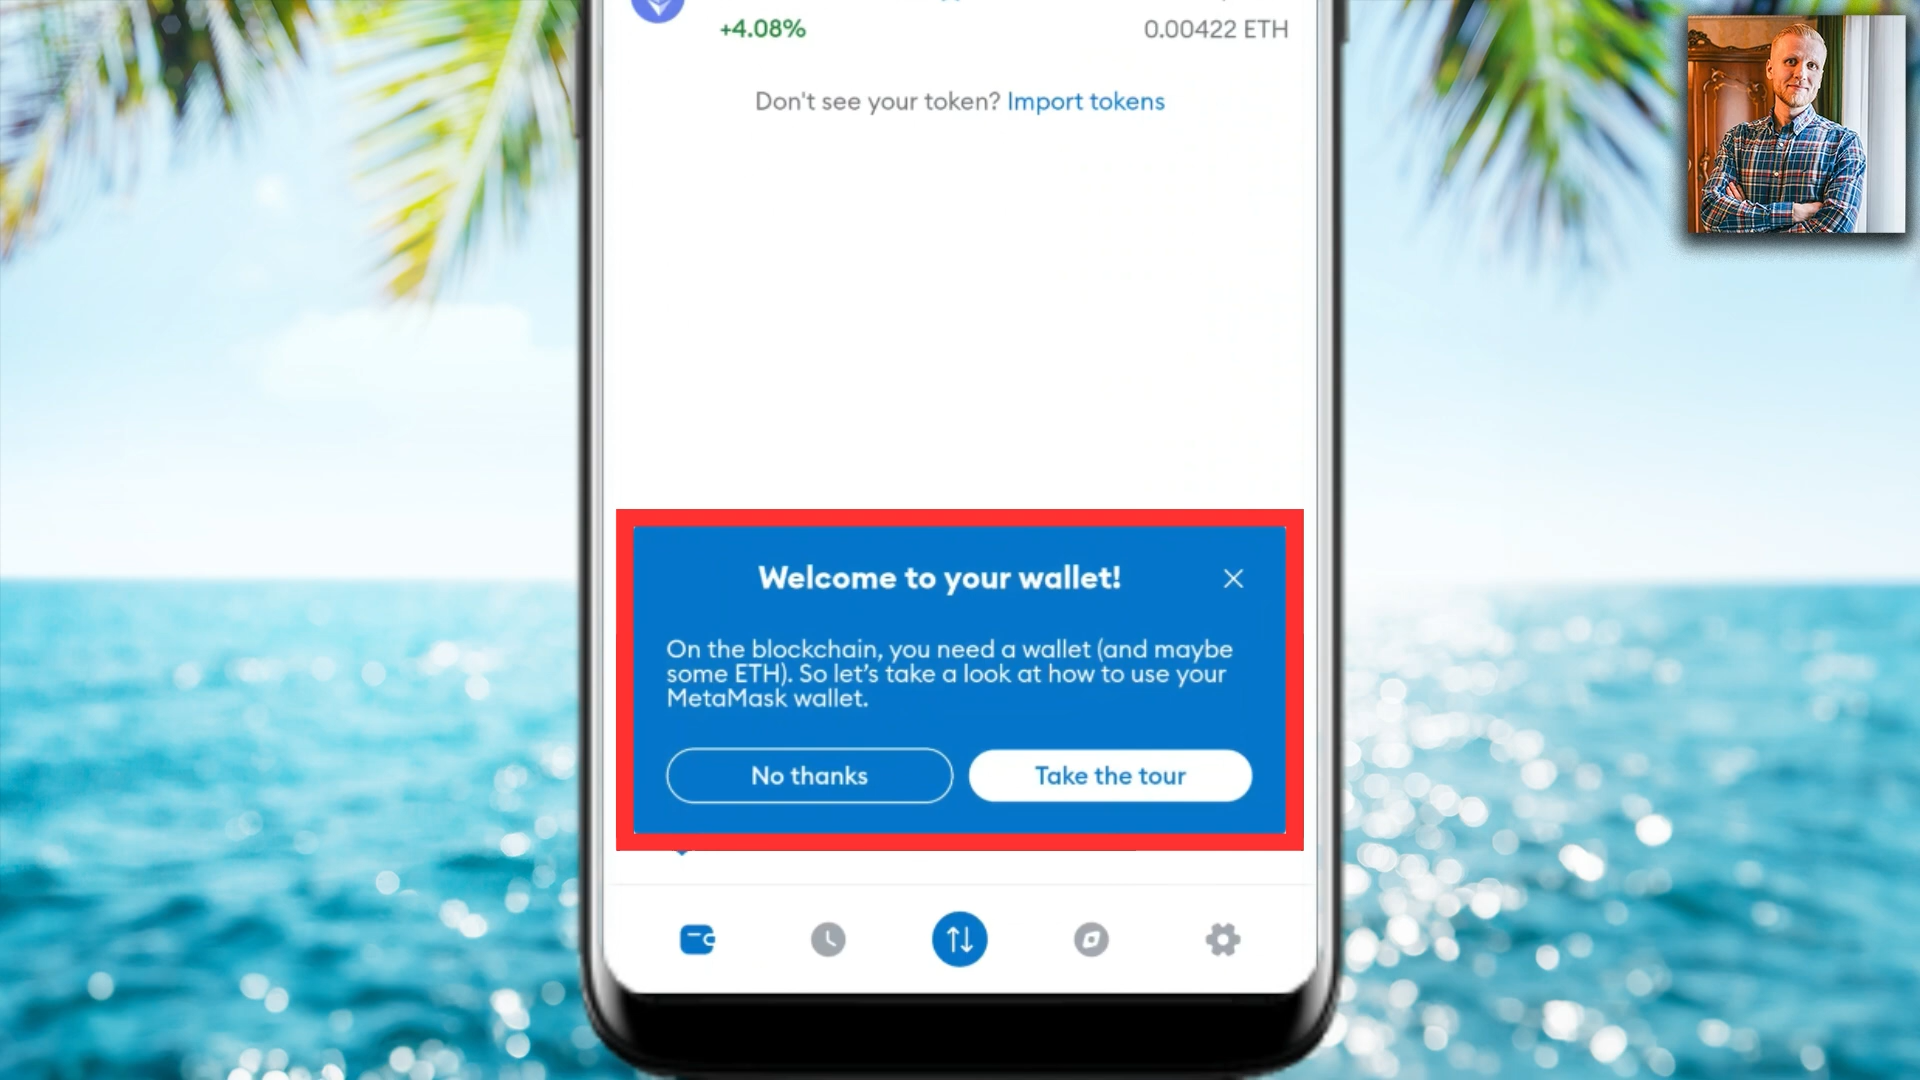 +4.08%
0.00422 ETH
Don't see your token? Import tokens
Welcome to your wallet!
On the blockchain, you need a wallet (and maybe
some ETH). So let’s take a look at how to use your
MetaMask wallet.
No thanks
Take the tour